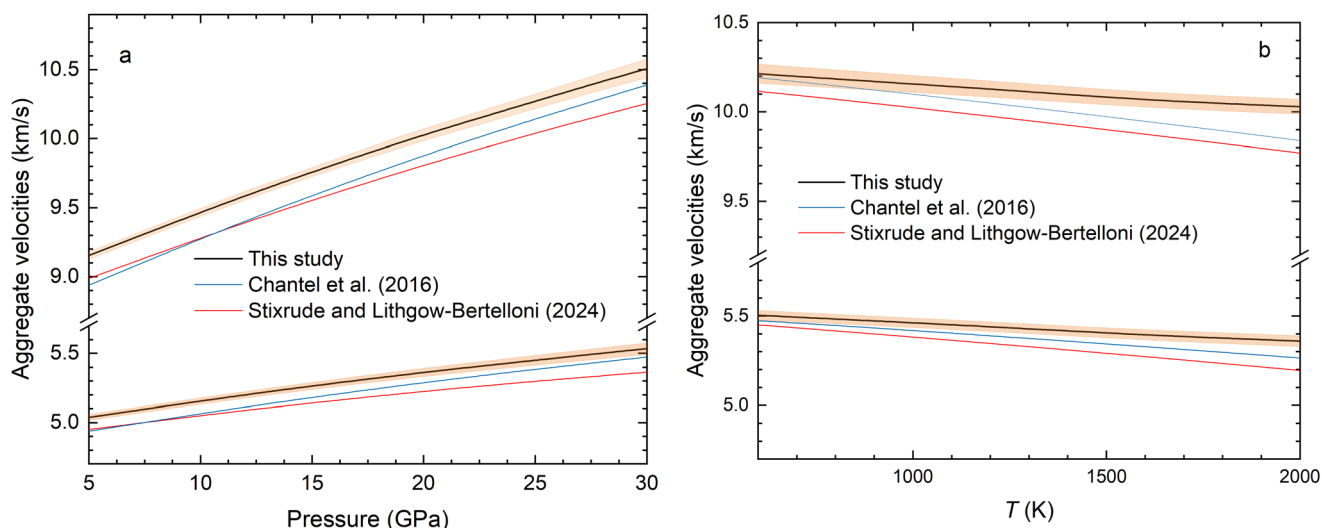 a
10.5
10.0
9.5
9.0
5.5
5.0
Aggregate velocities (km/s)
This study
Chantel et al. (2016)
Stixrude and Lithgow-Bertelloni (2024)
5 10 15 20 25 30
Pressure (GPa)
b
10.5
10.0
9.5
5.5
5.0
Aggregate velocities (km/s)
This study
Chantel et al. (2016)
Stixrude and Lithgow-Bertelloni (2024)
1000 1500 2000
T (K)